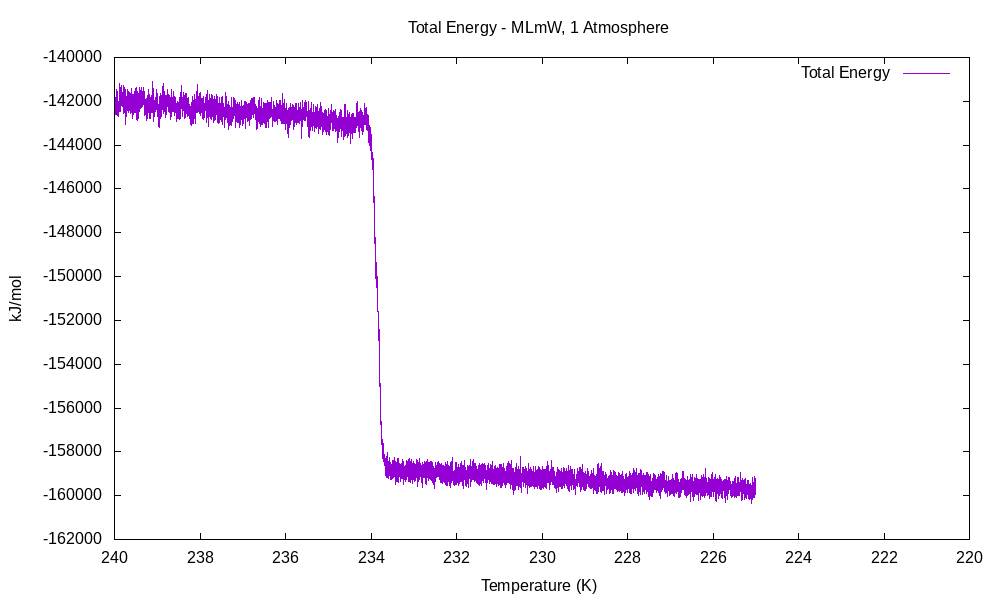 Total Energy - MLmW, 1 Atmosphere
Total Energy
-140000
-142000
-144000
-146000
-148000
-150000
-152000
-154000
-156000
-158000
-160000
-162000
kJ/mol
240 238 236 234 232 230 228 226 224 222 220
Temperature (K)